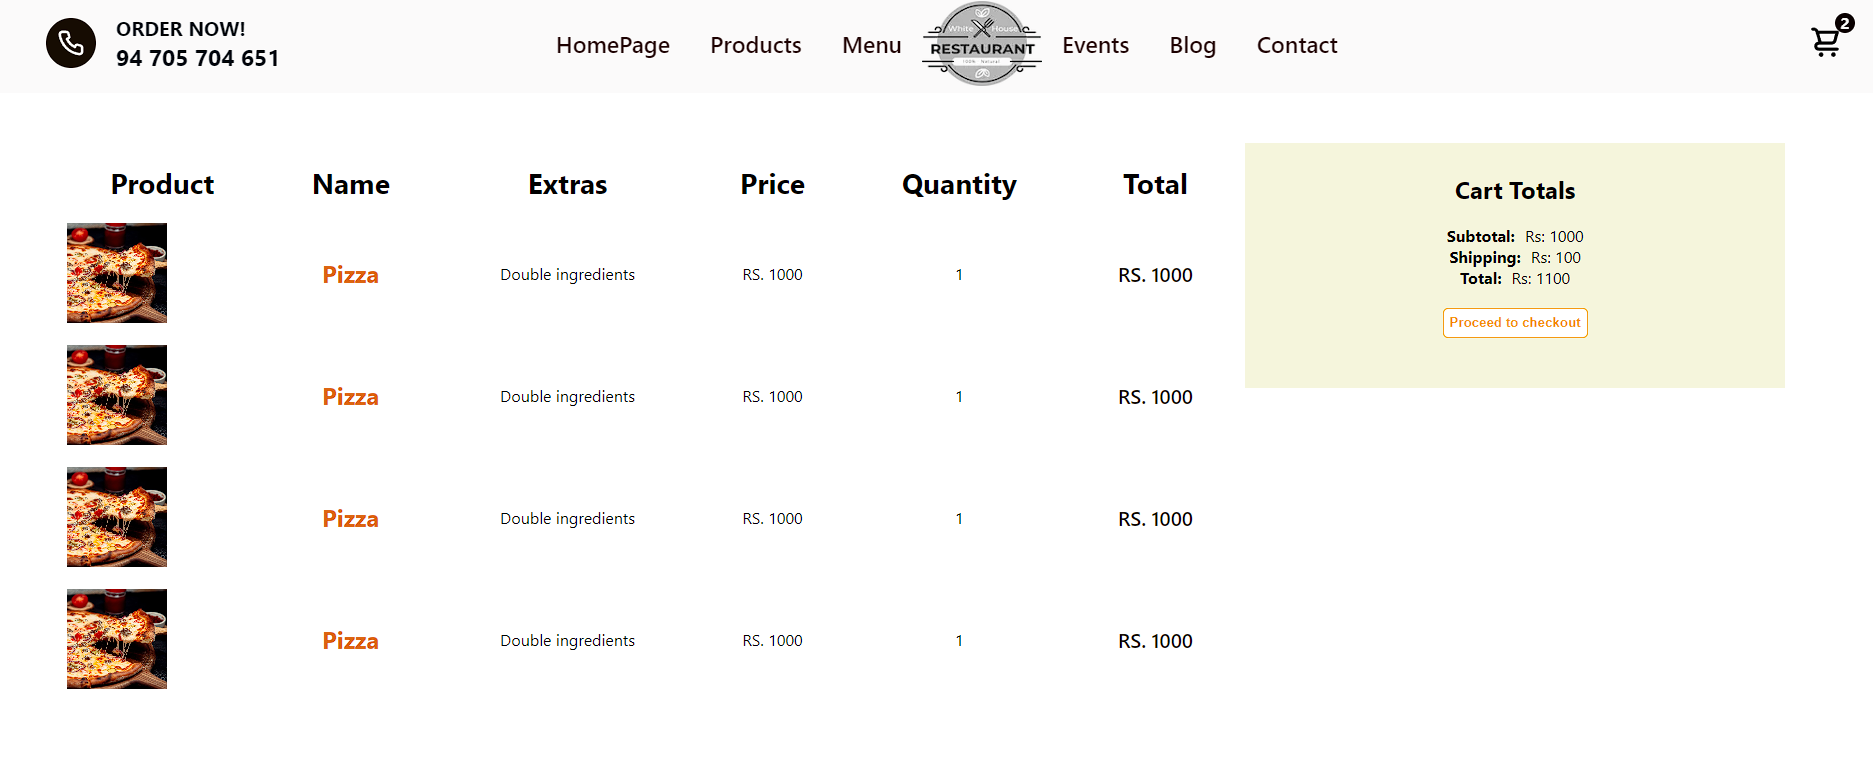 ORDER NOW!
94 705 704 651
HomePage Products Menu
White House
RESTAURANT
100% Natural
Events Blog Contact
2
Product Name Extras Price Quantity Total
Pizza Double ingredients RS. 1000 1 RS. 1000
Pizza Double ingredients RS. 1000 1 RS. 1000
Pizza Double ingredients RS. 1000 1 RS. 1000
Pizza Double ingredients RS. 1000 1 RS. 1000
Cart Totals
Subtotal: Rs: 1000
Shipping: Rs: 100
Total: Rs: 1100
Proceed to checkout